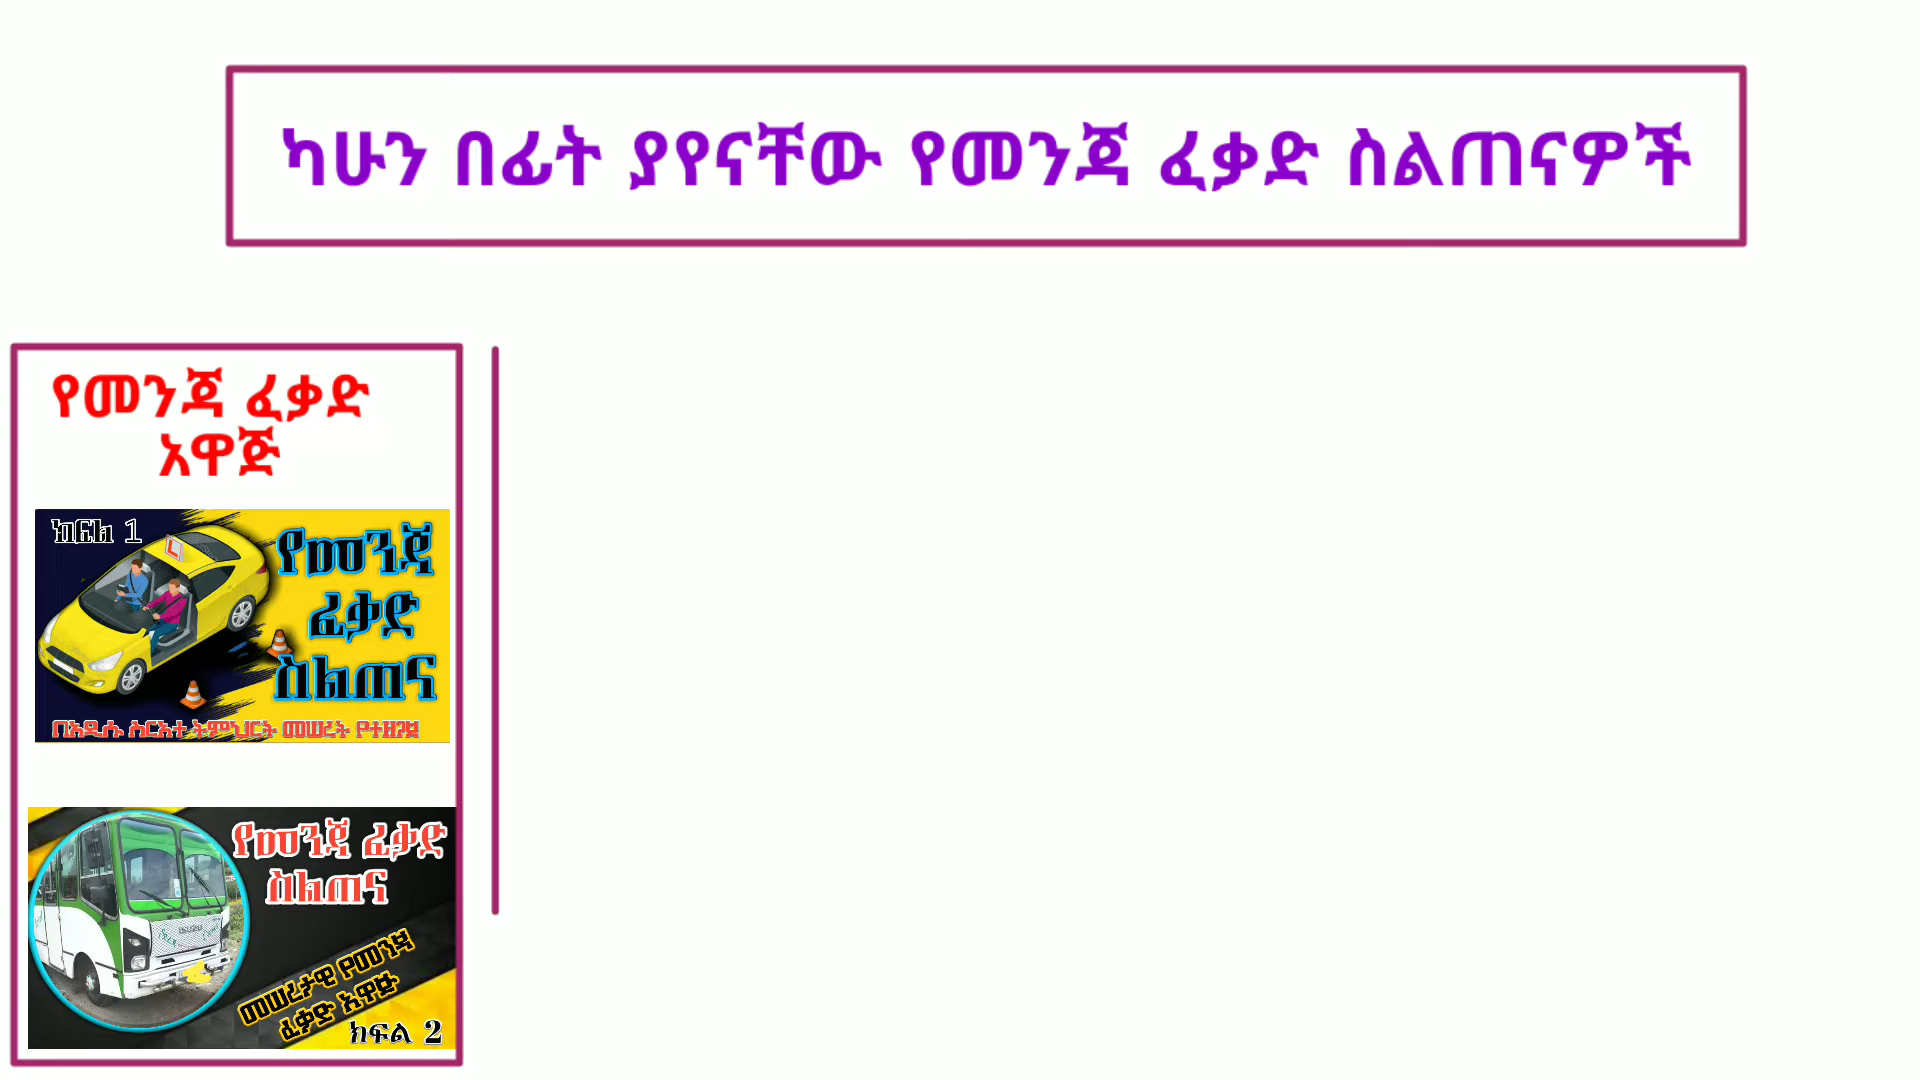 ካሁን በፊት ያየናቸው የመንጃ ፈቃድ ስልጠናዎች
የመንጃ ፈቃድ
አዋጅ
ክፍል 1
የመንጃ
ፈቃድ
ስልጠና
በአዲሱ ስርአተ ትምህርት መሠረት የተዘጋጀ
የመንጃ ፈቃድ
ስልጠና
ISUZU
መሠረታዊ የመንጃ
ፈቃድ አዋጅ
ክፍል 2